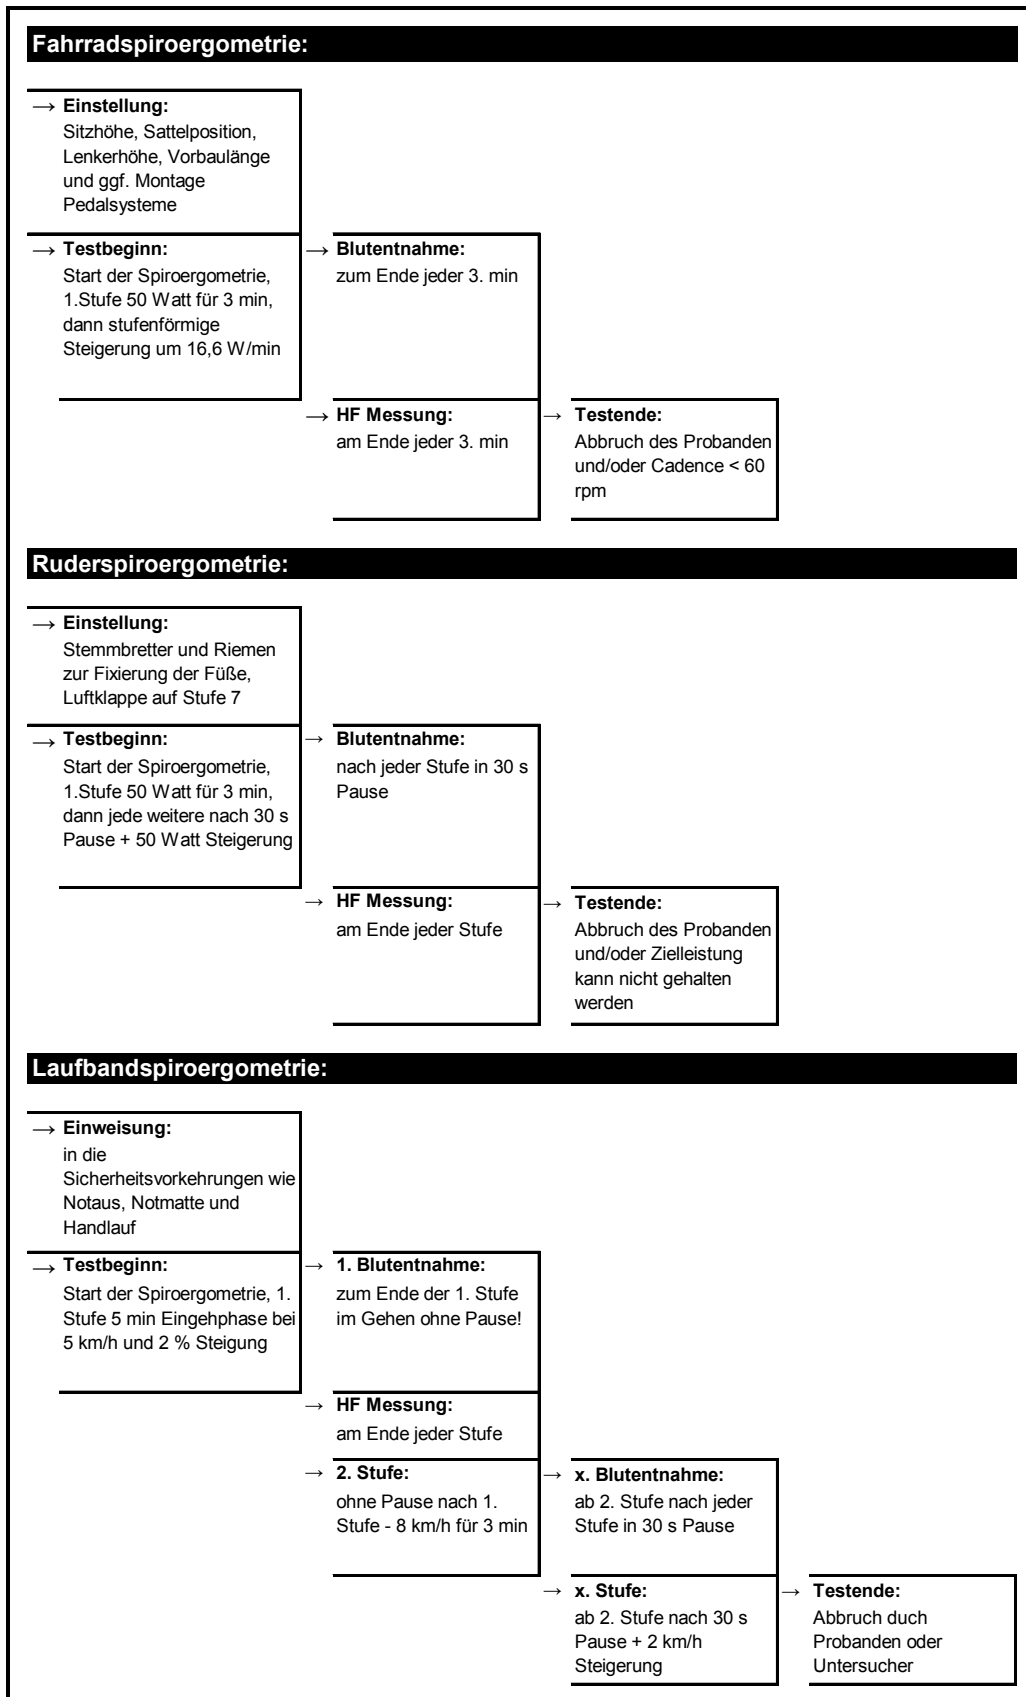 Fahrradspiroergometrie:
→ Einstellung:
Sitzhöhe, Sattelposition,
Lenkerhöhe, Vorbaulänge
und ggf. Montage
Pedalsysteme
→ Testbeginn:
Start der Spiroergometrie,
1.Stufe 50 Watt für 3 min,
dann stufenförmige
Steigerung um 16,6 W/min
→ Blutentnahme:
zum Ende jeder 3. min
→ HF Messung:
am Ende jeder 3. min
→ Testende:
Abbruch des Probanden
und/oder Cadence < 60
rpm
Ruderspiroergometrie:
→ Einstellung:
Stemmbretter und Riemen
zur Fixierung der Füße,
Luftklappe auf Stufe 7
→ Testbeginn:
Start der Spiroergometrie,
1.Stufe 50 Watt für 3 min,
dann jede weitere nach 30 s
Pause + 50 Watt Steigerung
→ Blutentnahme:
nach jeder Stufe in 30 s
Pause
→ HF Messung:
am Ende jeder Stufe
→ Testende:
Abbruch des Probanden
und/oder Zielleistung
kann nicht gehalten
werden
Laufbandspiroergometrie:
→ Einweisung:
in die
Sicherheitsvorkehrungen wie
Notaus, Notmatte und
Handlauf
→ Testbeginn:
Start der Spiroergometrie, 1.
Stufe 5 min Eingehphase bei
5 km/h und 2 % Steigung
→ 1. Blutentnahme:
zum Ende der 1. Stufe
im Gehen ohne Pause!
→ HF Messung:
am Ende jeder Stufe
→ 2. Stufe:
ohne Pause nach 1.
Stufe - 8 km/h für 3 min
→ x. Blutentnahme:
ab 2. Stufe nach jeder
Stufe in 30 s Pause
→ x. Stufe:
ab 2. Stufe nach 30 s
Pause + 2 km/h
Steigerung
→ Testende:
Abbruch duch
Probanden oder
Untersucher